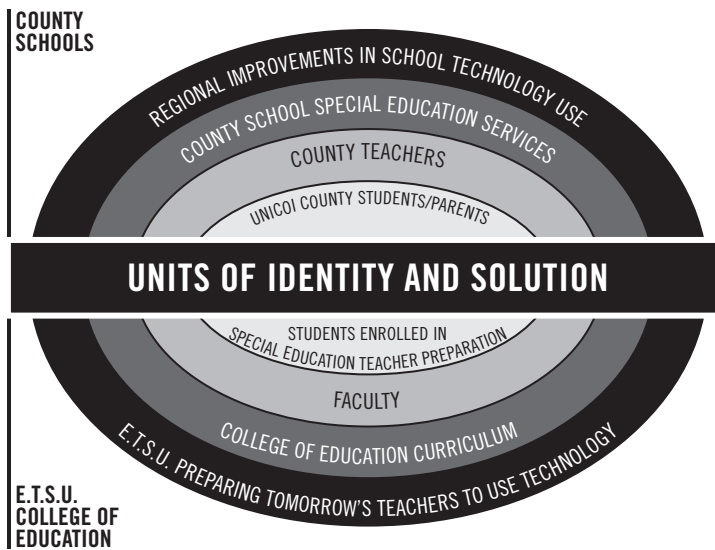 COUNTY
SCHOOLS
REGIONAL IMPROVEMENTS IN SCHOOL TECHNOLOGY USE
COUNTY SCHOOL SPECIAL EDUCATION SERVICES
COUNTY TEACHERS
UNICOI COUNTY STUDENTS/PARENTS
UNITS OF IDENTITY AND SOLUTION
STUDENTS ENROLLED IN
SPECIAL EDUCATION TEACHER PREPARATION
FACULTY
COLLEGE OF EDUCATION CURRICULUM
E.T.S.U. PREPARING TOMORROW'S TEACHERS TO USE TECHNOLOGY
E.T.S.U.
COLLEGE OF
EDUCATION